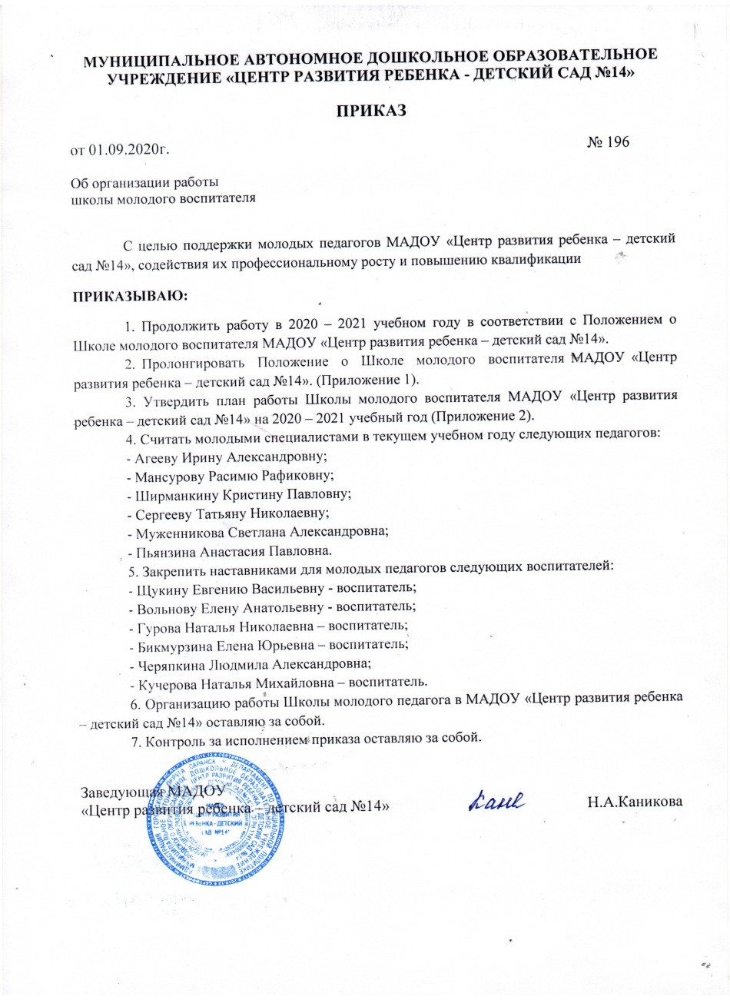 МУНИЦИПАЛЬНОЕ АВТОНОМНОЕ ДОШКОЛЬНОЕ ОБРАЗОВАТЕЛЬНОЕ
УЧРЕЖДЕНИЕ «ЦЕНТР РАЗВИТИЯ РЕБЕНКА - ДЕТСКИЙ САД №14»
ПРИКАЗ
от 01.09.2020г. № 196
Об организации работы
школы молодого воспитателя
С целью поддержки молодых педагогов МАДОУ «Центр развития ребенка – детский
сад №14», содействия их профессиональному росту и повышению квалификации
ПРИКАЗЫВАЮ:
1. Продолжить работу в 2020 – 2021 учебном году в соответствии с Положением о
Школе молодого воспитателя МАДОУ «Центр развития ребенка – детский сад №14».
2. Пролонгировать Положение о Школе молодого воспитателя МАДОУ «Центр
развития ребенка – детский сад №14». (Приложение 1).
3. Утвердить план работы Школы молодого воспитателя МАДОУ «Центр развития
ребенка – детский сад №14» на 2020 – 2021 учебный год (Приложение 2).
4. Считать молодыми специалистами в текущем учебном году следующих педагогов:
- Агееву Ирину Александровну;
- Мансурову Расимю Рафиковну;
- Ширманкину Кристину Павловну;
- Сергееву Татьяну Николаевну;
- Муженникова Светлана Александровна;
- Пьянзина Анастасия Павловна.
5. Закрепить наставниками для молодых педагогов следующих воспитателей:
- Щукину Евгению Васильевну - воспитатель;
- Вольнову Елену Анатольевну - воспитатель;
- Гурова Наталья Николаевна – воспитатель;
- Бикмурзина Елена Юрьевна – воспитатель;
- Черяпкина Людмила Александровна;
- Кучерова Наталья Михайловна – воспитатель.
6. Организацию работы Школы молодого педагога в МАДОУ «Центр развития ребенка
– детский сад №14» оставляю за собой.
7. Контроль за исполнением приказа оставляю за собой.
Заведующая МАДОУ
«Центр развития ребенка – детский сад №14» Н.А.Каникова